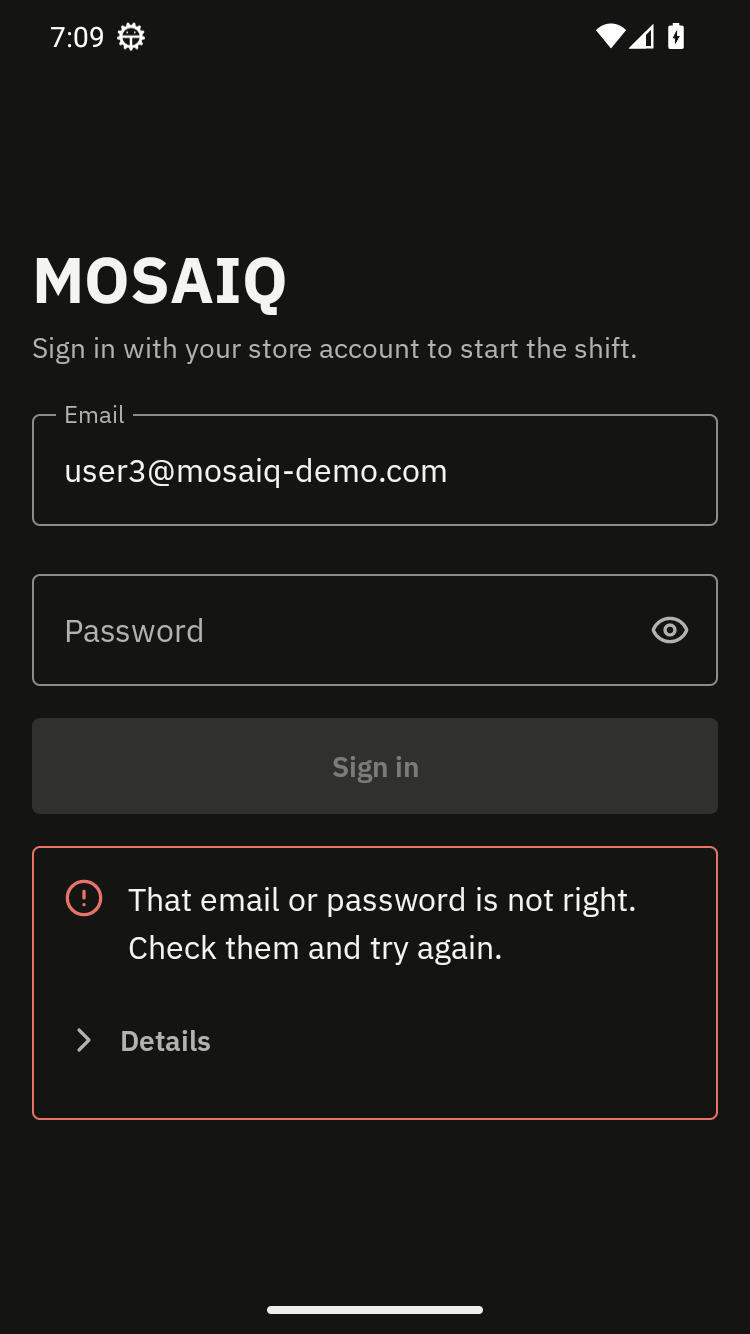 7:09
MOSAIQ
Sign in with your store account to start the shift.
Email
user3@mosaiq-demo.com
Password
Sign in
That email or password is not right.
Check them and try again.
Details